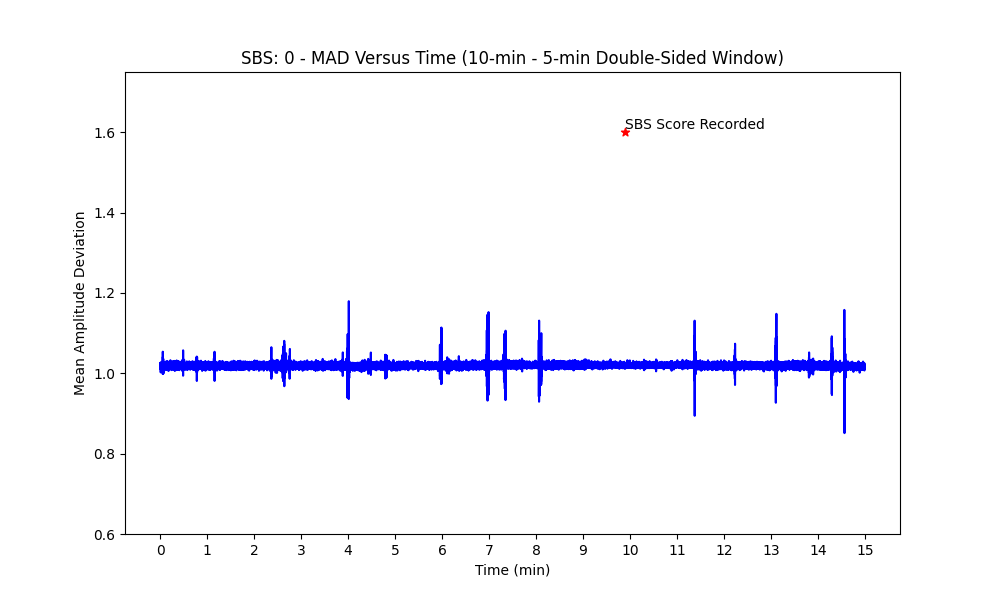 SBS: 0 - MAD Versus Time (10-min - 5-min Double-Sided Window)
SBS Score Recorded
Mean Amplitude Deviation
1.6
1.4
1.2
1.0
0.8
0.6
0 1 2 3 4 5 6 7 8 9 10 11 12 13 14 15
Time (min)